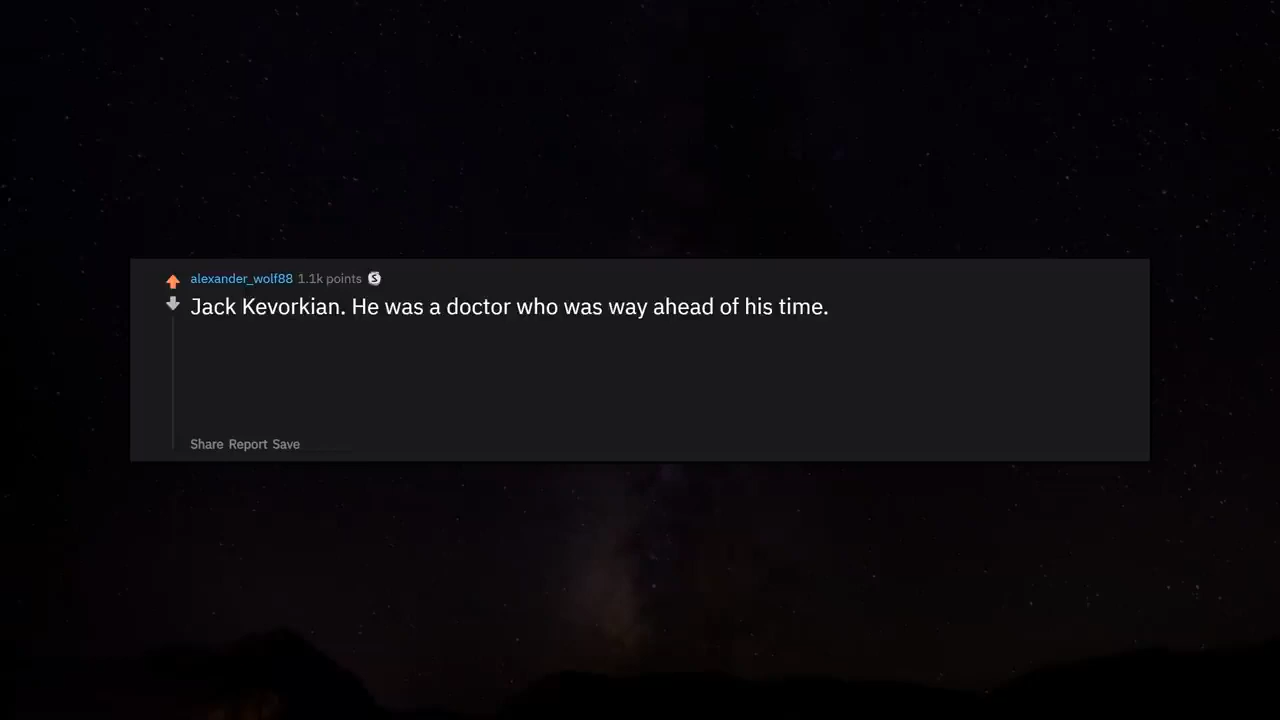 alexander_wolf88 1.1k points S
Jack Kevorkian. He was a doctor who was way ahead of his time.
Share Report Save